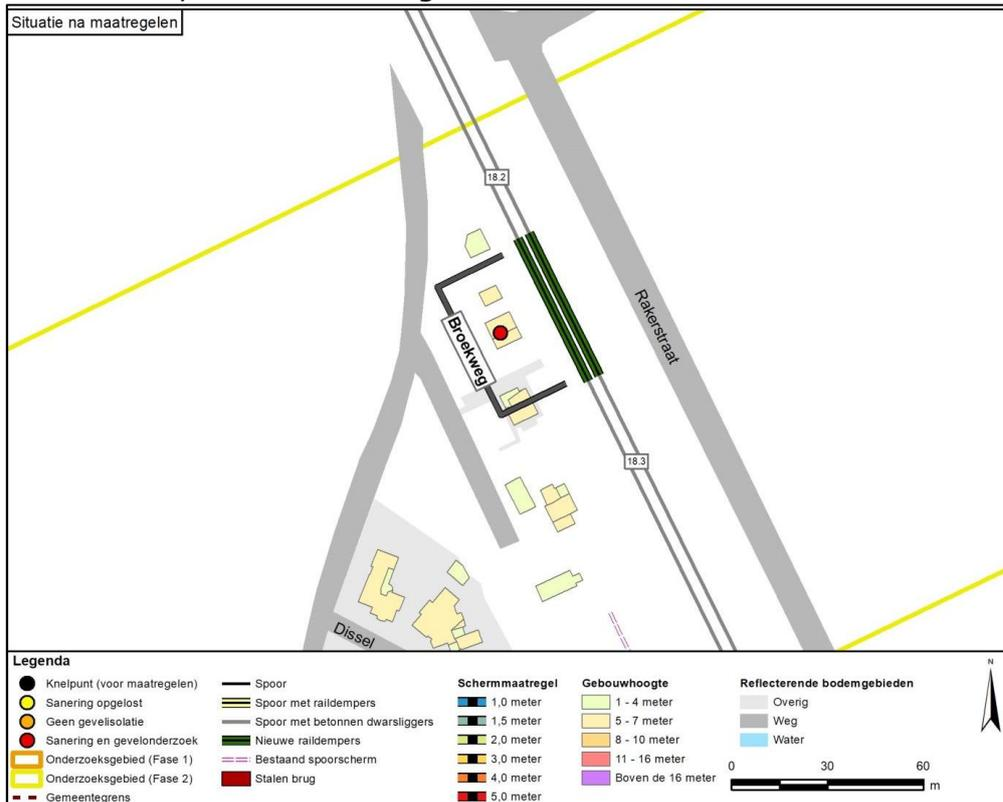 Situatie na maatregelen
18.2
Rakerstraat
Broekweg
18.3
Dissel
Legenda
Knelpunt (voor maatregelen)
Sanering opgelost
Geen gevelisolatie
Sanering en gevelonderzoek
Onderzoeksgebied (Fase 1)
Onderzoeksgebied (Fase 2)
Gemeentegrens
Spoor
Spoor met raildempers
Spoor met betonnen dwarsliggers
Nieuwe raildempers
Bestaand spoorscherm
Stalen brug
Schermmaatregel
1,0 meter
1,5 meter
2,0 meter
3,0 meter
4,0 meter
5,0 meter
Gebouwhoogte
1 - 4 meter
5 - 7 meter
8 - 10 meter
11 - 16 meter
Boven de 16 meter
Reflecterende bodemgebieden
Overig
Weg
Water
N
0 30 60
m